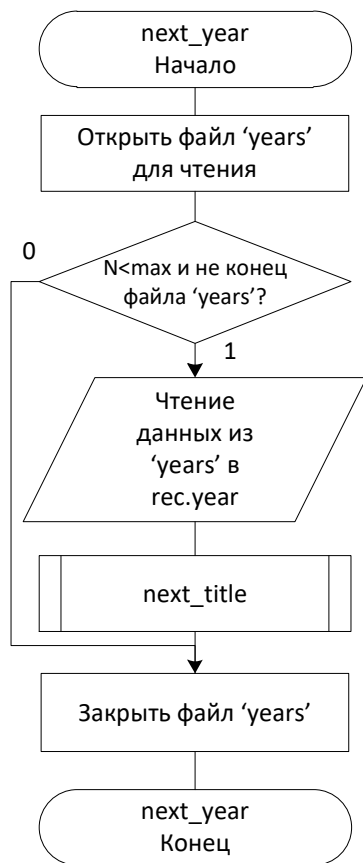 next_year
Начало
Открыть файл ‘years’
для чтения
0
N<max и не конец
файла ‘years’?
1
Чтение
данных из
‘years’ в
rec.year
next_title
Закрыть файл ‘years’
next_year
Конец